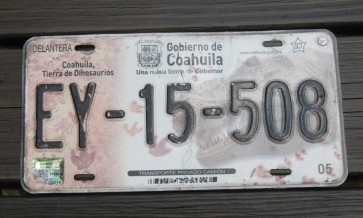 DELANTERA
Gobierno de
Coahuila
Una nueva forma de Gobernar
Coahuila,
Tierra de Dinosaurios
EY-15-508
TRANSPORTE PRIVADO CAMIÓN
05